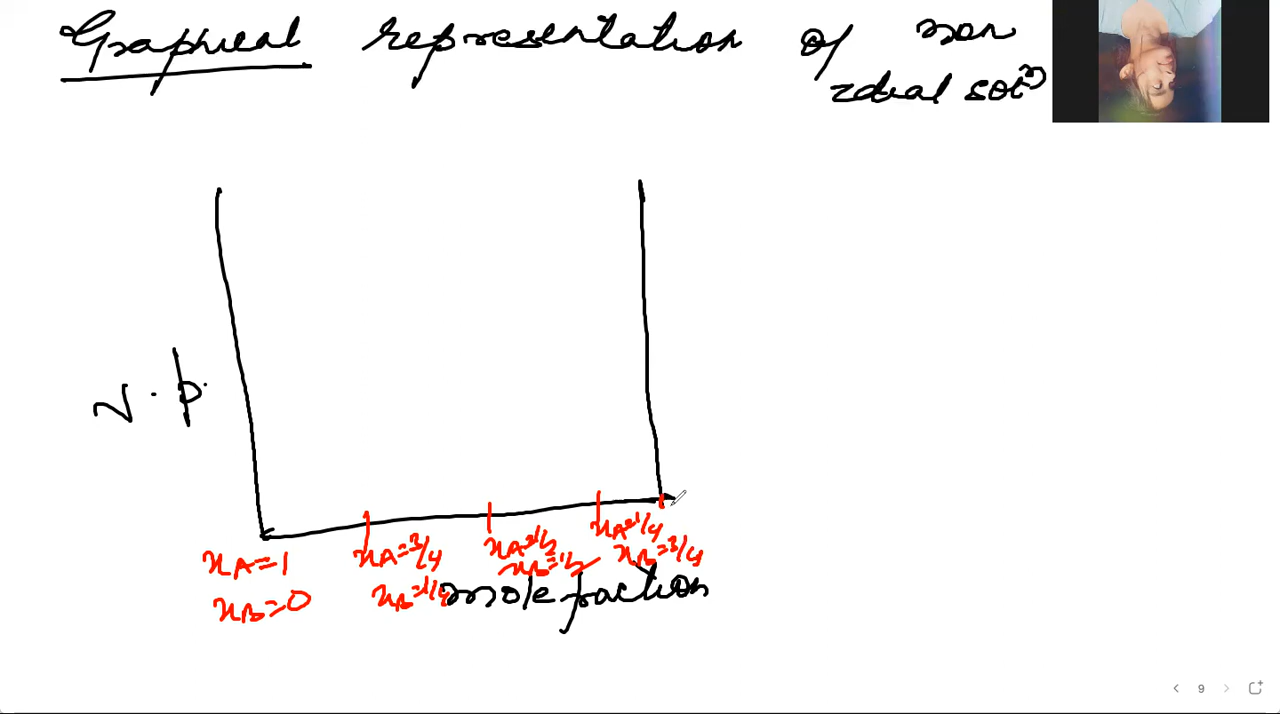 Graphical representation of non
ideal solⁿ
v.p.
xA=1
xB=0
xA=3/4
xB=1/4
xA=1/2
xB=1/2
xA=1/4
xB=3/4
mole fraction
9